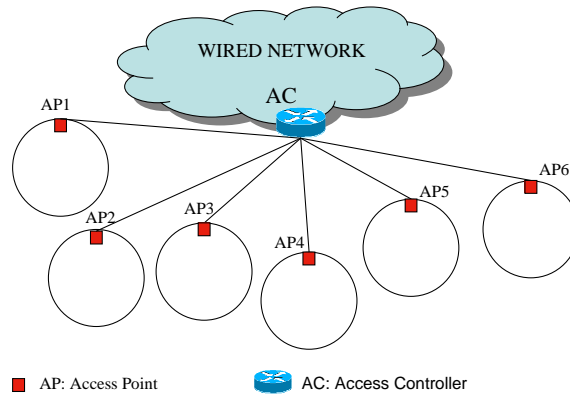 WIRED NETWORK
AC
AP1
AP6
AP5
AP3
AP2
AP4
AP: Access Point
AC: Access Controller